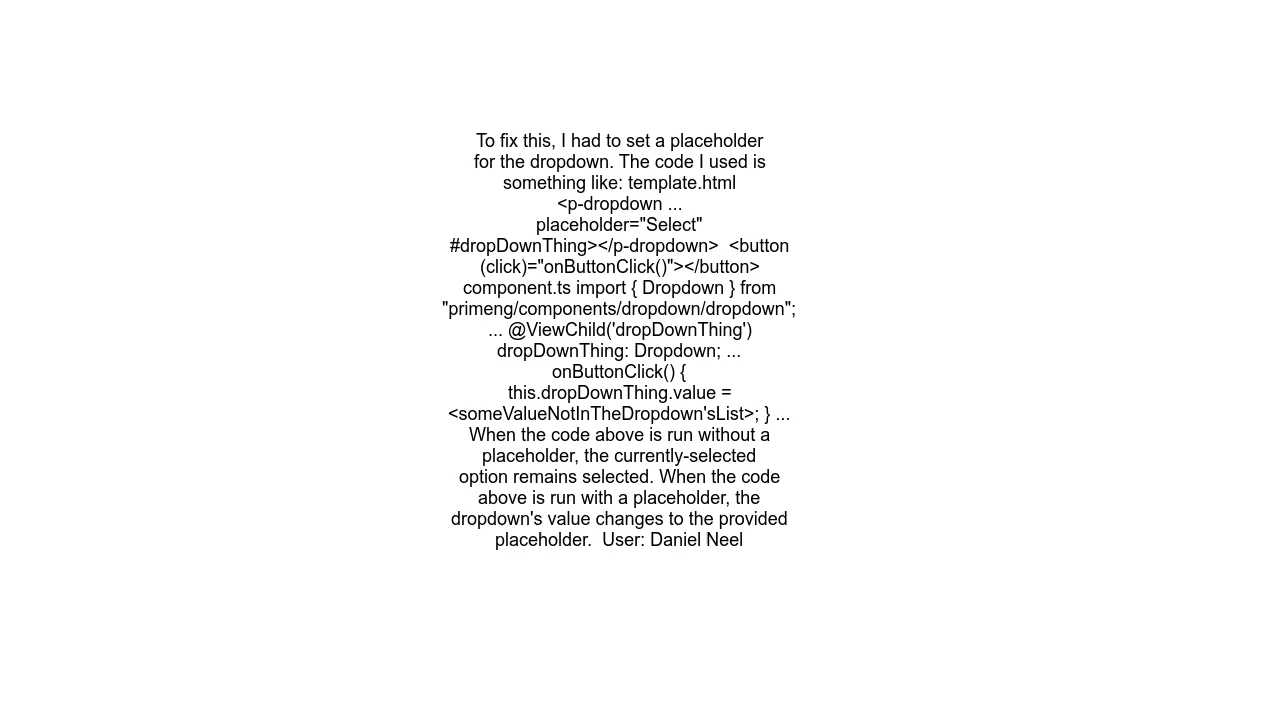 To fix this, I had to set a placeholder
for the dropdown. The code I used is
something like: template.html
<p-dropdown ...
placeholder="Select"
#dropDownThing></p-dropdown>  <button
(click)="onButtonClick()"></button>
component.ts import { Dropdown } from
"primeng/components/dropdown/dropdown";
... @ViewChild('dropDownThing')
dropDownThing: Dropdown; ...
onButtonClick() {
this.dropDownThing.value =
<someValueNotInTheDropdown'sList>; } ...
When the code above is run without a
placeholder, the currently-selected
option remains selected. When the code
above is run with a placeholder, the
dropdown's value changes to the provided
placeholder.  User: Daniel Neel